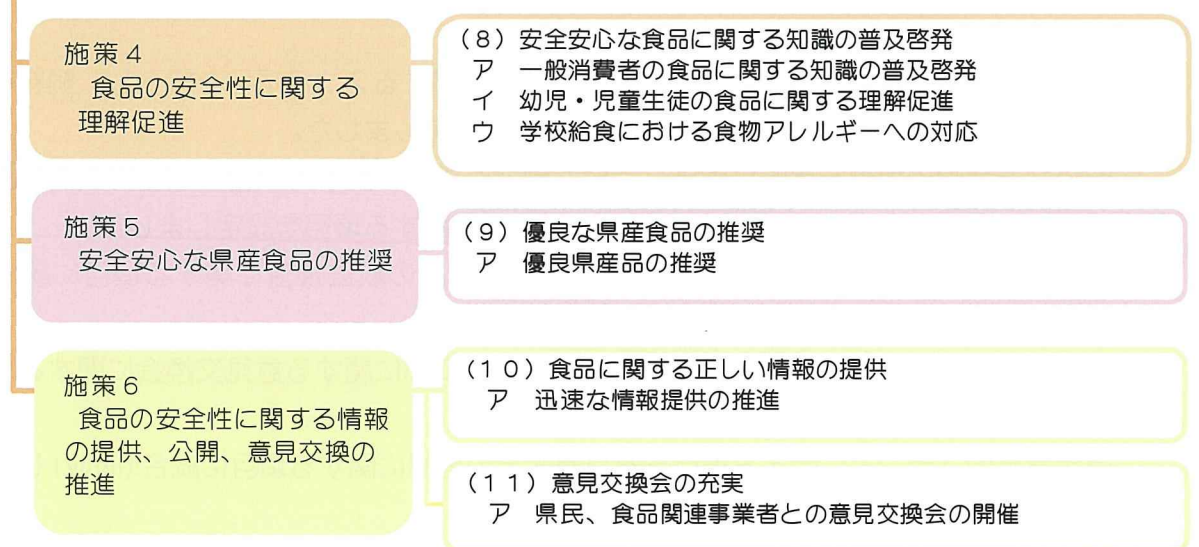 施策４
食品の安全性に関する
理解促進
（８）安全安心な食品に関する知識の普及啓発
ア　一般消費者の食品に関する知識の普及啓発
イ　幼児・児童生徒の食品に関する理解促進
ウ　学校給食における食物アレルギーへの対応
施策５
安全安心な県産食品の推奨
（９）優良な県産食品の推奨
ア　優良県産品の推奨
施策６
食品の安全性に関する情報
の提供、公開、意見交換の
推進
（１０）食品に関する正しい情報の提供
ア　迅速な情報提供の推進
（１１）意見交換会の充実
ア　県民、食品関連事業者との意見交換会の開催